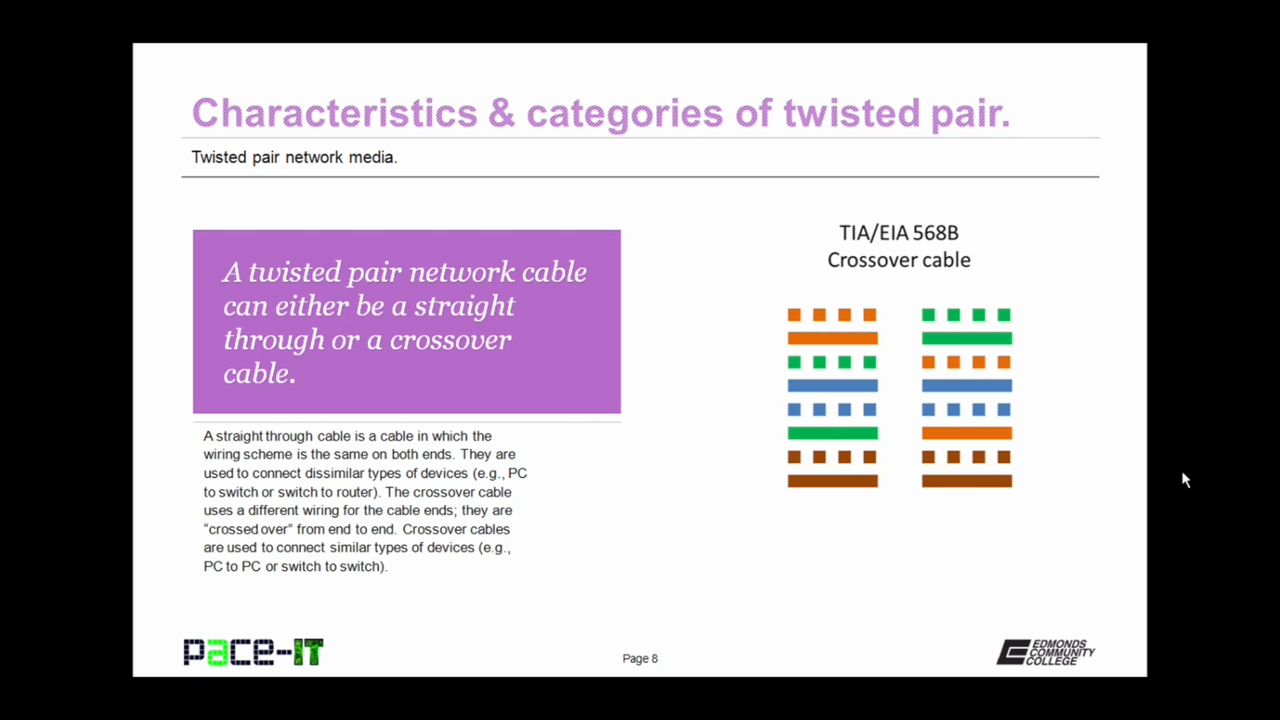 Characteristics & categories of twisted pair.
Twisted pair network media.
A twisted pair network cable
can either be a straight
through or a crossover
cable.
A straight through cable is a cable in which the
wiring scheme is the same on both ends. They are
used to connect dissimilar types of devices (e.g., PC
to switch or switch to router). The crossover cable
uses a different wiring for the cable ends; they are
“crossed over” from end to end. Crossover cables
are used to connect similar types of devices (e.g.,
PC to PC or switch to switch).
TIA/EIA 568B
Crossover cable
pace-IT
Page 8
EDMONDS
COMMUNITY
COLLEGE